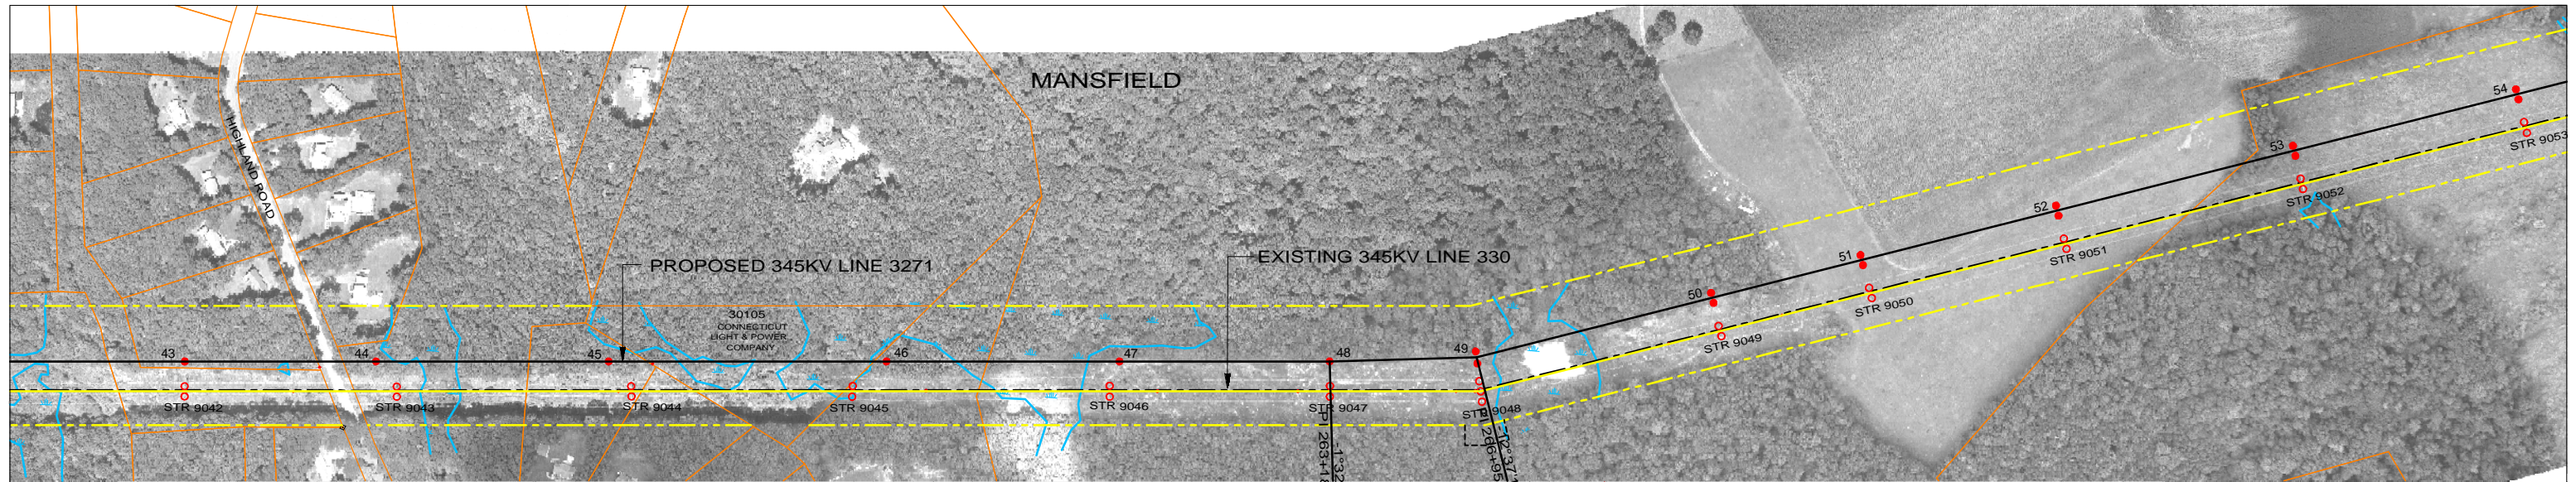 MANSFIELD
HIGHLAND ROAD
PROPOSED 345KV LINE 3271
EXISTING 345KV LINE 330
30105
CONNECTICUT
LIGHT & POWER
COMPANY
43
44
45
46
47
48
49
50
51
52
53
54
STR 9042
STR 9043
STR 9044
STR 9045
STR 9046
STR 9047
STR 9048
STR 9049
STR 9050
STR 9051
STR 9052
STR 9053